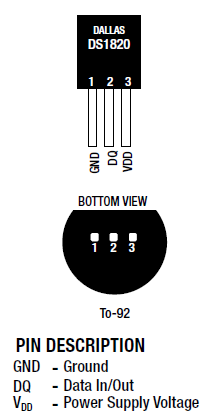 DALLAS
DS1820
1 2 3
GND DQ VDD
BOTTOM VIEW
1 2 3
To-92
PIN DESCRIPTION
GND - Ground
DQ - Data In/Out
VDD - Power Supply Voltage